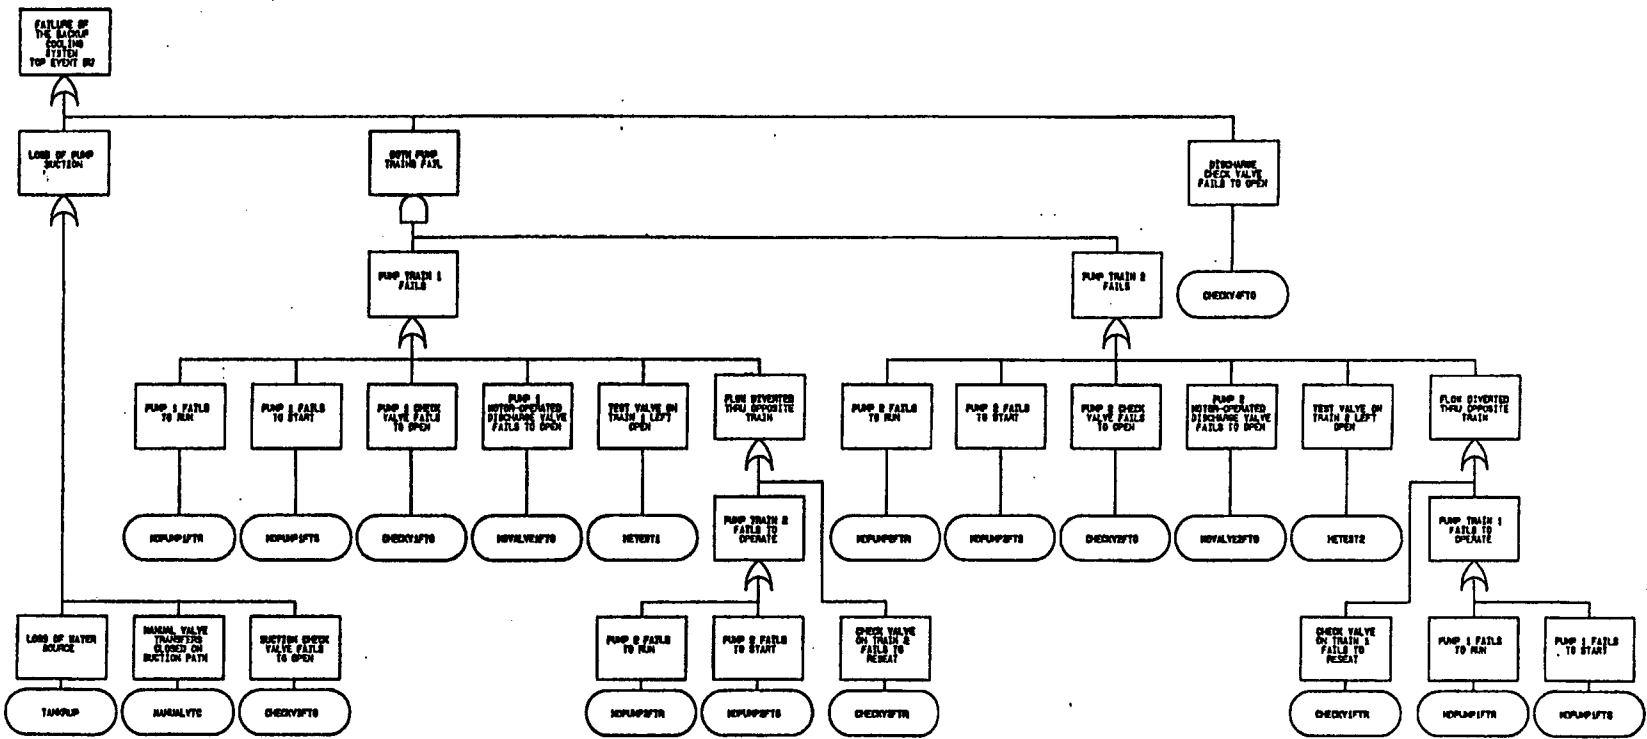 FAILURE OF
THE BACKUP
COOLING
SYSTEM
TOP EVENT
LOSS OF PUMP
SUCTION
BOTH PUMP
TRAINS FAIL
DISCHARGE
CHECK VALVE
FAILS TO OPEN
PUMP TRAIN 1
FAILS
PUMP TRAIN 2
FAILS
CHECKV4FTO
PUMP 1 FAILS
TO RUN
PUMP 1 FAILS
TO START
PUMP 1 CHECK
VALVE FAILS
TO OPEN
PUMP 1
MOTOR-OPERATED
DISCHARGE VALVE
FAILS TO OPEN
TEST VALVE ON
TRAIN 1 LEFT
OPEN
FLOW DIVERTED
THRU OPPOSITE
TRAIN
PUMP 2 FAILS
TO RUN
PUMP 2 FAILS
TO START
PUMP 2 CHECK
VALVE FAILS
TO OPEN
PUMP 2
MOTOR-OPERATED
DISCHARGE VALVE
FAILS TO OPEN
TEST VALVE ON
TRAIN 2 LEFT
OPEN
FLOW DIVERTED
THRU OPPOSITE
TRAIN
MDPUMP1FTR
MDPUMP1FTS
CHECKV1FTO
MOVALVE1FTO
HETEST1
PUMP TRAIN 2
FAILS TO
OPERATE
MDPUMP2FTR
MDPUMP2FTS
CHECKV2FTO
MOVALVE2FTO
HETEST2
PUMP TRAIN 1
FAILS TO
OPERATE
LOSS OF WATER
SOURCE
MANUAL VALVE
TRANSFERS
CLOSED ON
SUCTION PATH
SUCTION CHECK
VALVE FAILS
TO OPEN
PUMP 2 FAILS
TO RUN
PUMP 2 FAILS
TO START
CHECK VALVE
ON TRAIN 2
FAILS TO
RESEAT
CHECK VALVE
ON TRAIN 1
FAILS TO
RESEAT
PUMP 1 FAILS
TO RUN
PUMP 1 FAILS
TO START
TANKRUP
MANUALVTC
CHECKV3FTO
MDPUMP2FTR
MDPUMP2FTS
CHECKV2FTR
CHECKV1FTR
MDPUMP1FTR
MDPUMP1FTS